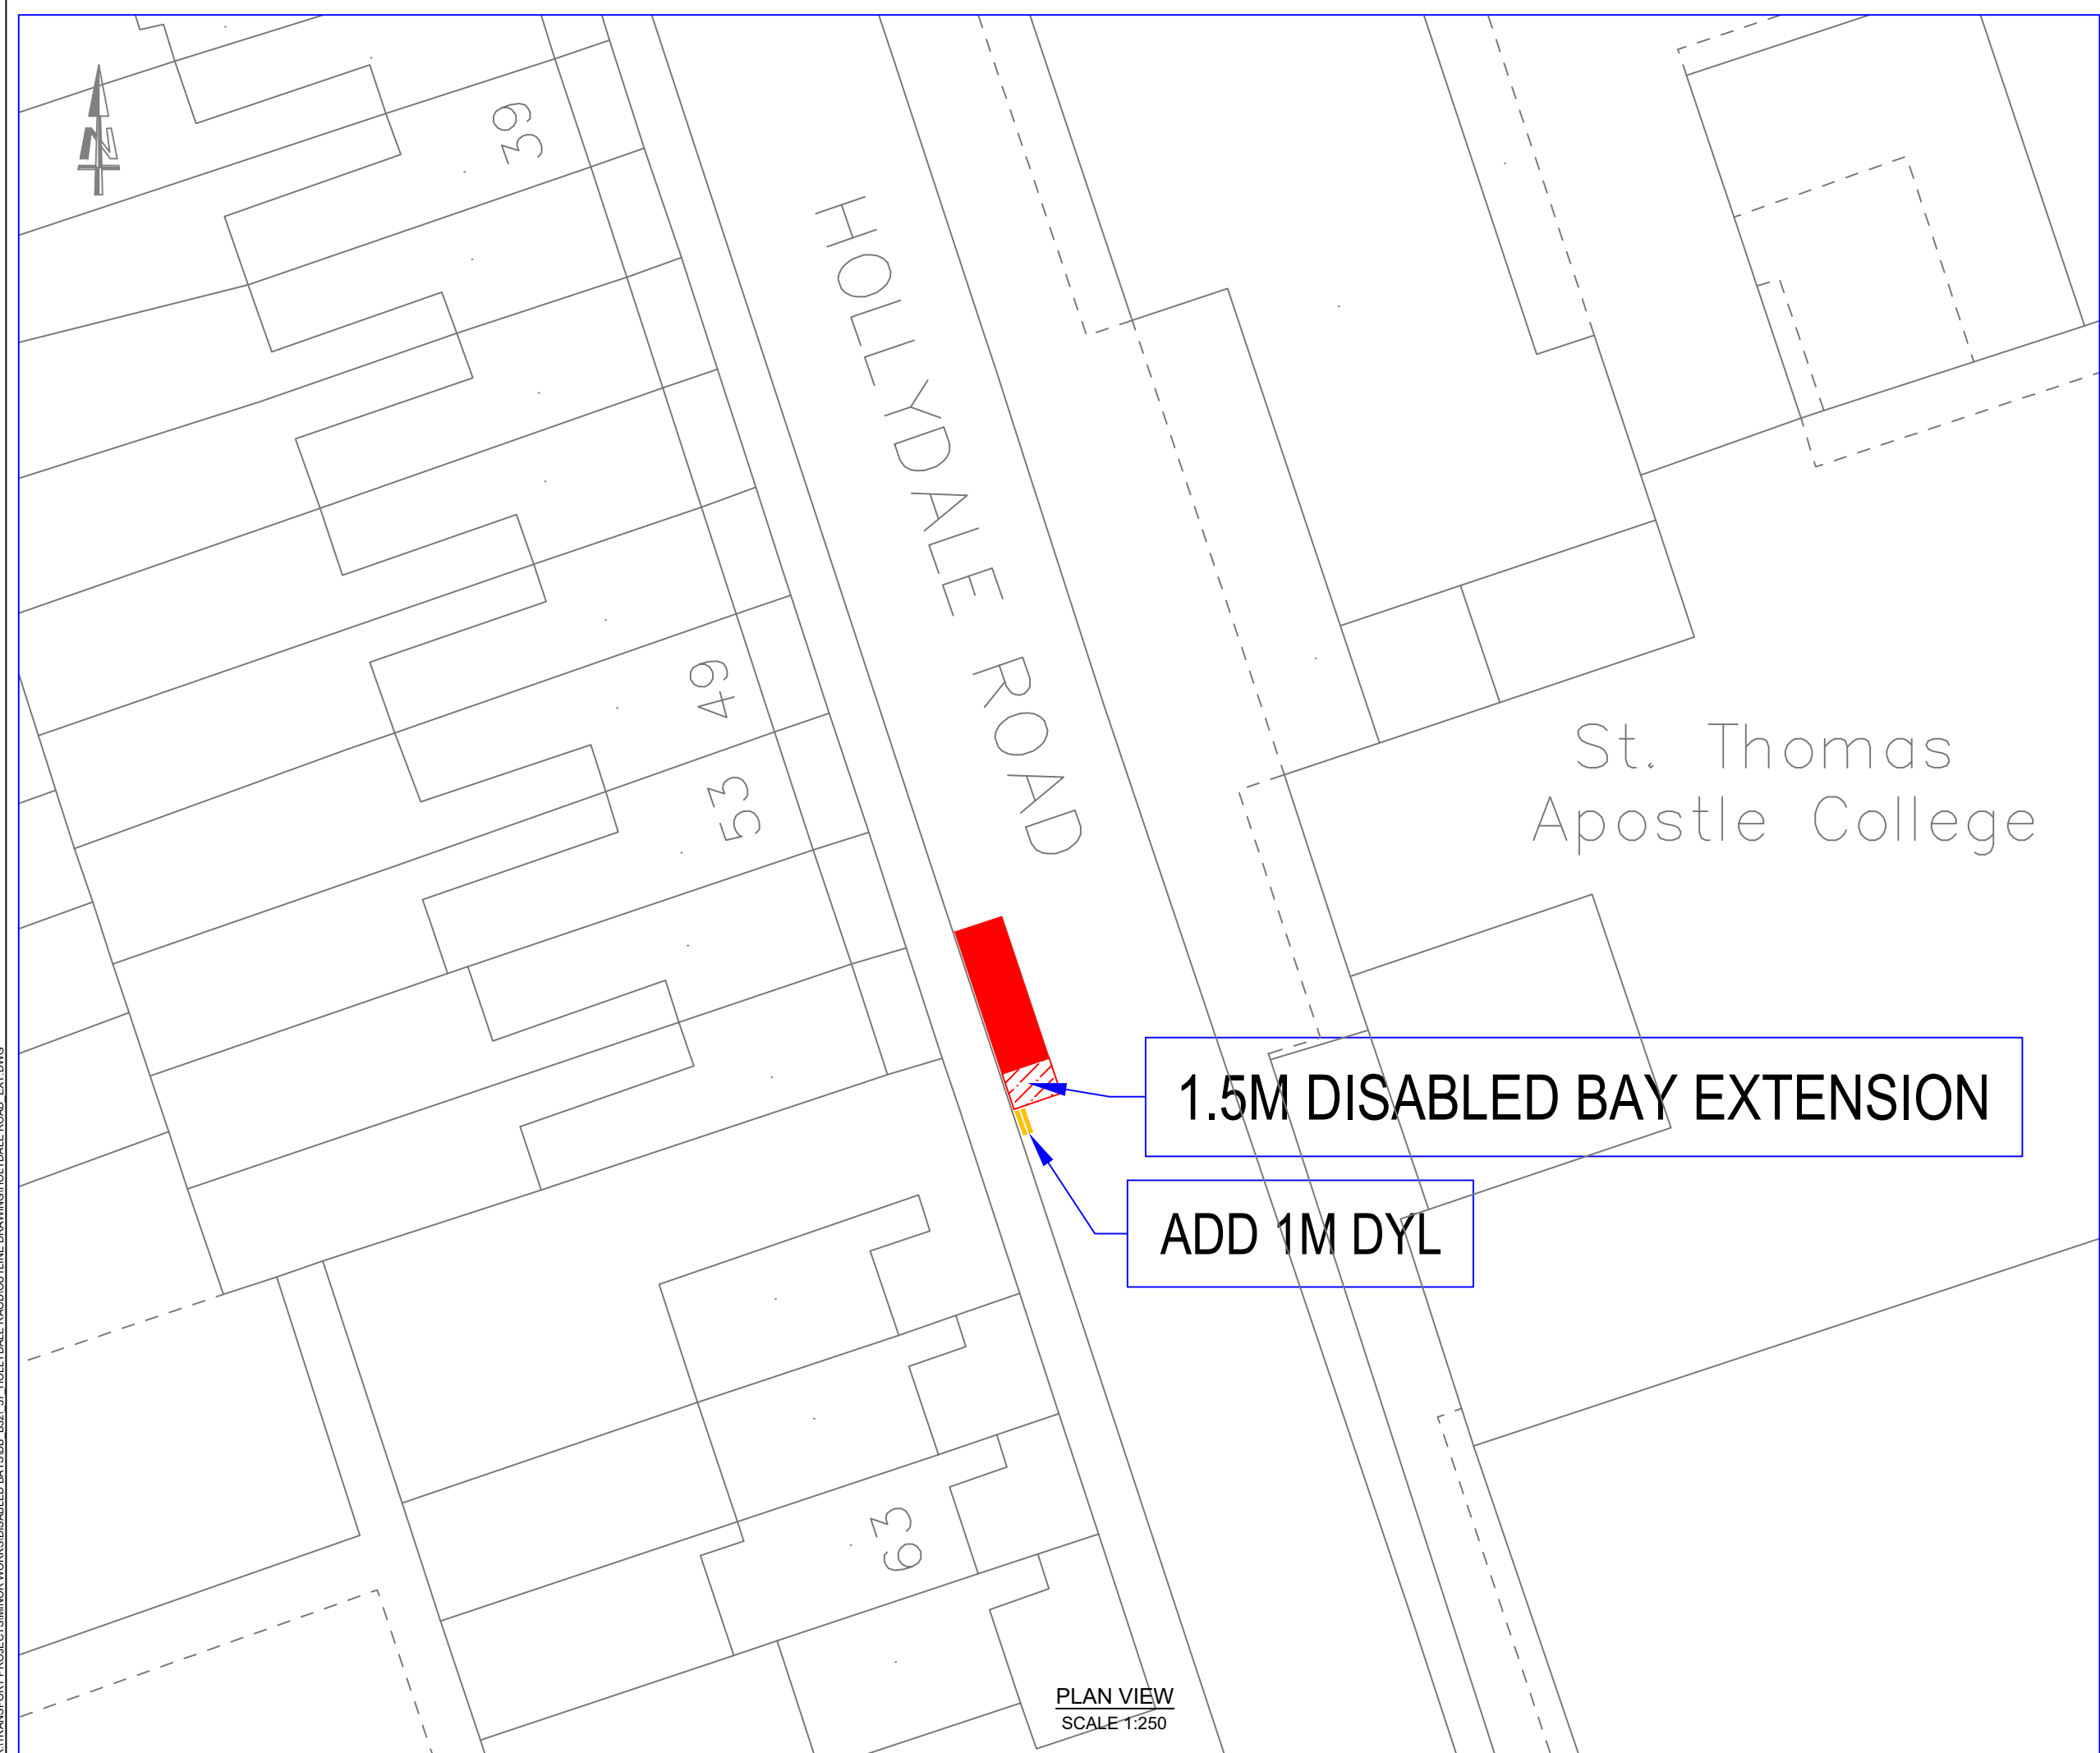 N
39
HOLLYDALE ROAD
49
53
St. Thomas
Apostle College
1.5M DISABLED BAY EXTENSION
ADD 1M DYL
63
PLAN VIEW
SCALE 1:250